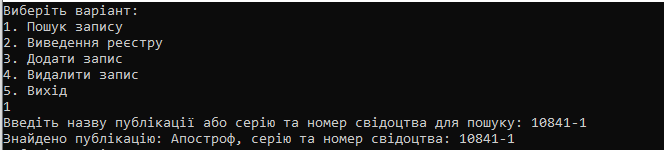 Виберіть варіант:
1. Пошук запису
2. Виведення реєстру
3. Додати запис
4. Видалити запис
5. Вихід
1
Введіть назву публікації або серію та номер свідоцтва для пошуку: 10841-1
Знайдено публікацію: Апостроф, серію та номер свідоцтва: 10841-1